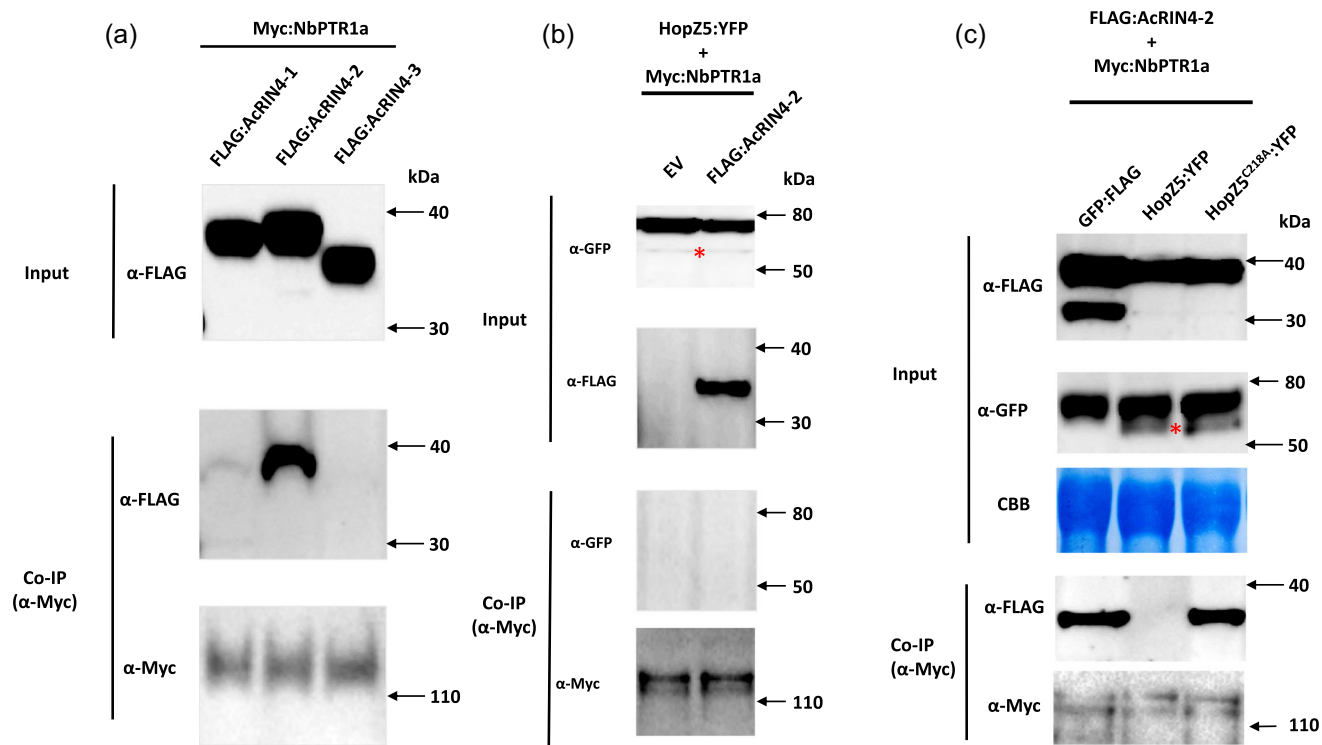 (a)
Myc:NbPTR1a
FLAG:AcRIN4-1
FLAG:AcRIN4-2
FLAG:AcRIN4-3
kDa
Input
α-FLAG
40
30
Co-IP
(α-Myc)
α-FLAG
40
30
α-Myc
110
(b)
HopZ5:YFP
+
Myc:NbPTR1a
EV
FLAG:AcRIN4-2
kDa
Input
α-GFP
80
*
50
α-FLAG
40
30
Co-IP
(α-Myc)
α-GFP
80
50
α-Myc
110
(c)
FLAG:AcRIN4-2
+
Myc:NbPTR1a
GFP:FLAG
HopZ5:YFP
HopZ5C218A:YFP
kDa
Input
α-FLAG
40
30
α-GFP
80
*
50
CBB
Co-IP
(α-Myc)
α-FLAG
40
α-Myc
110